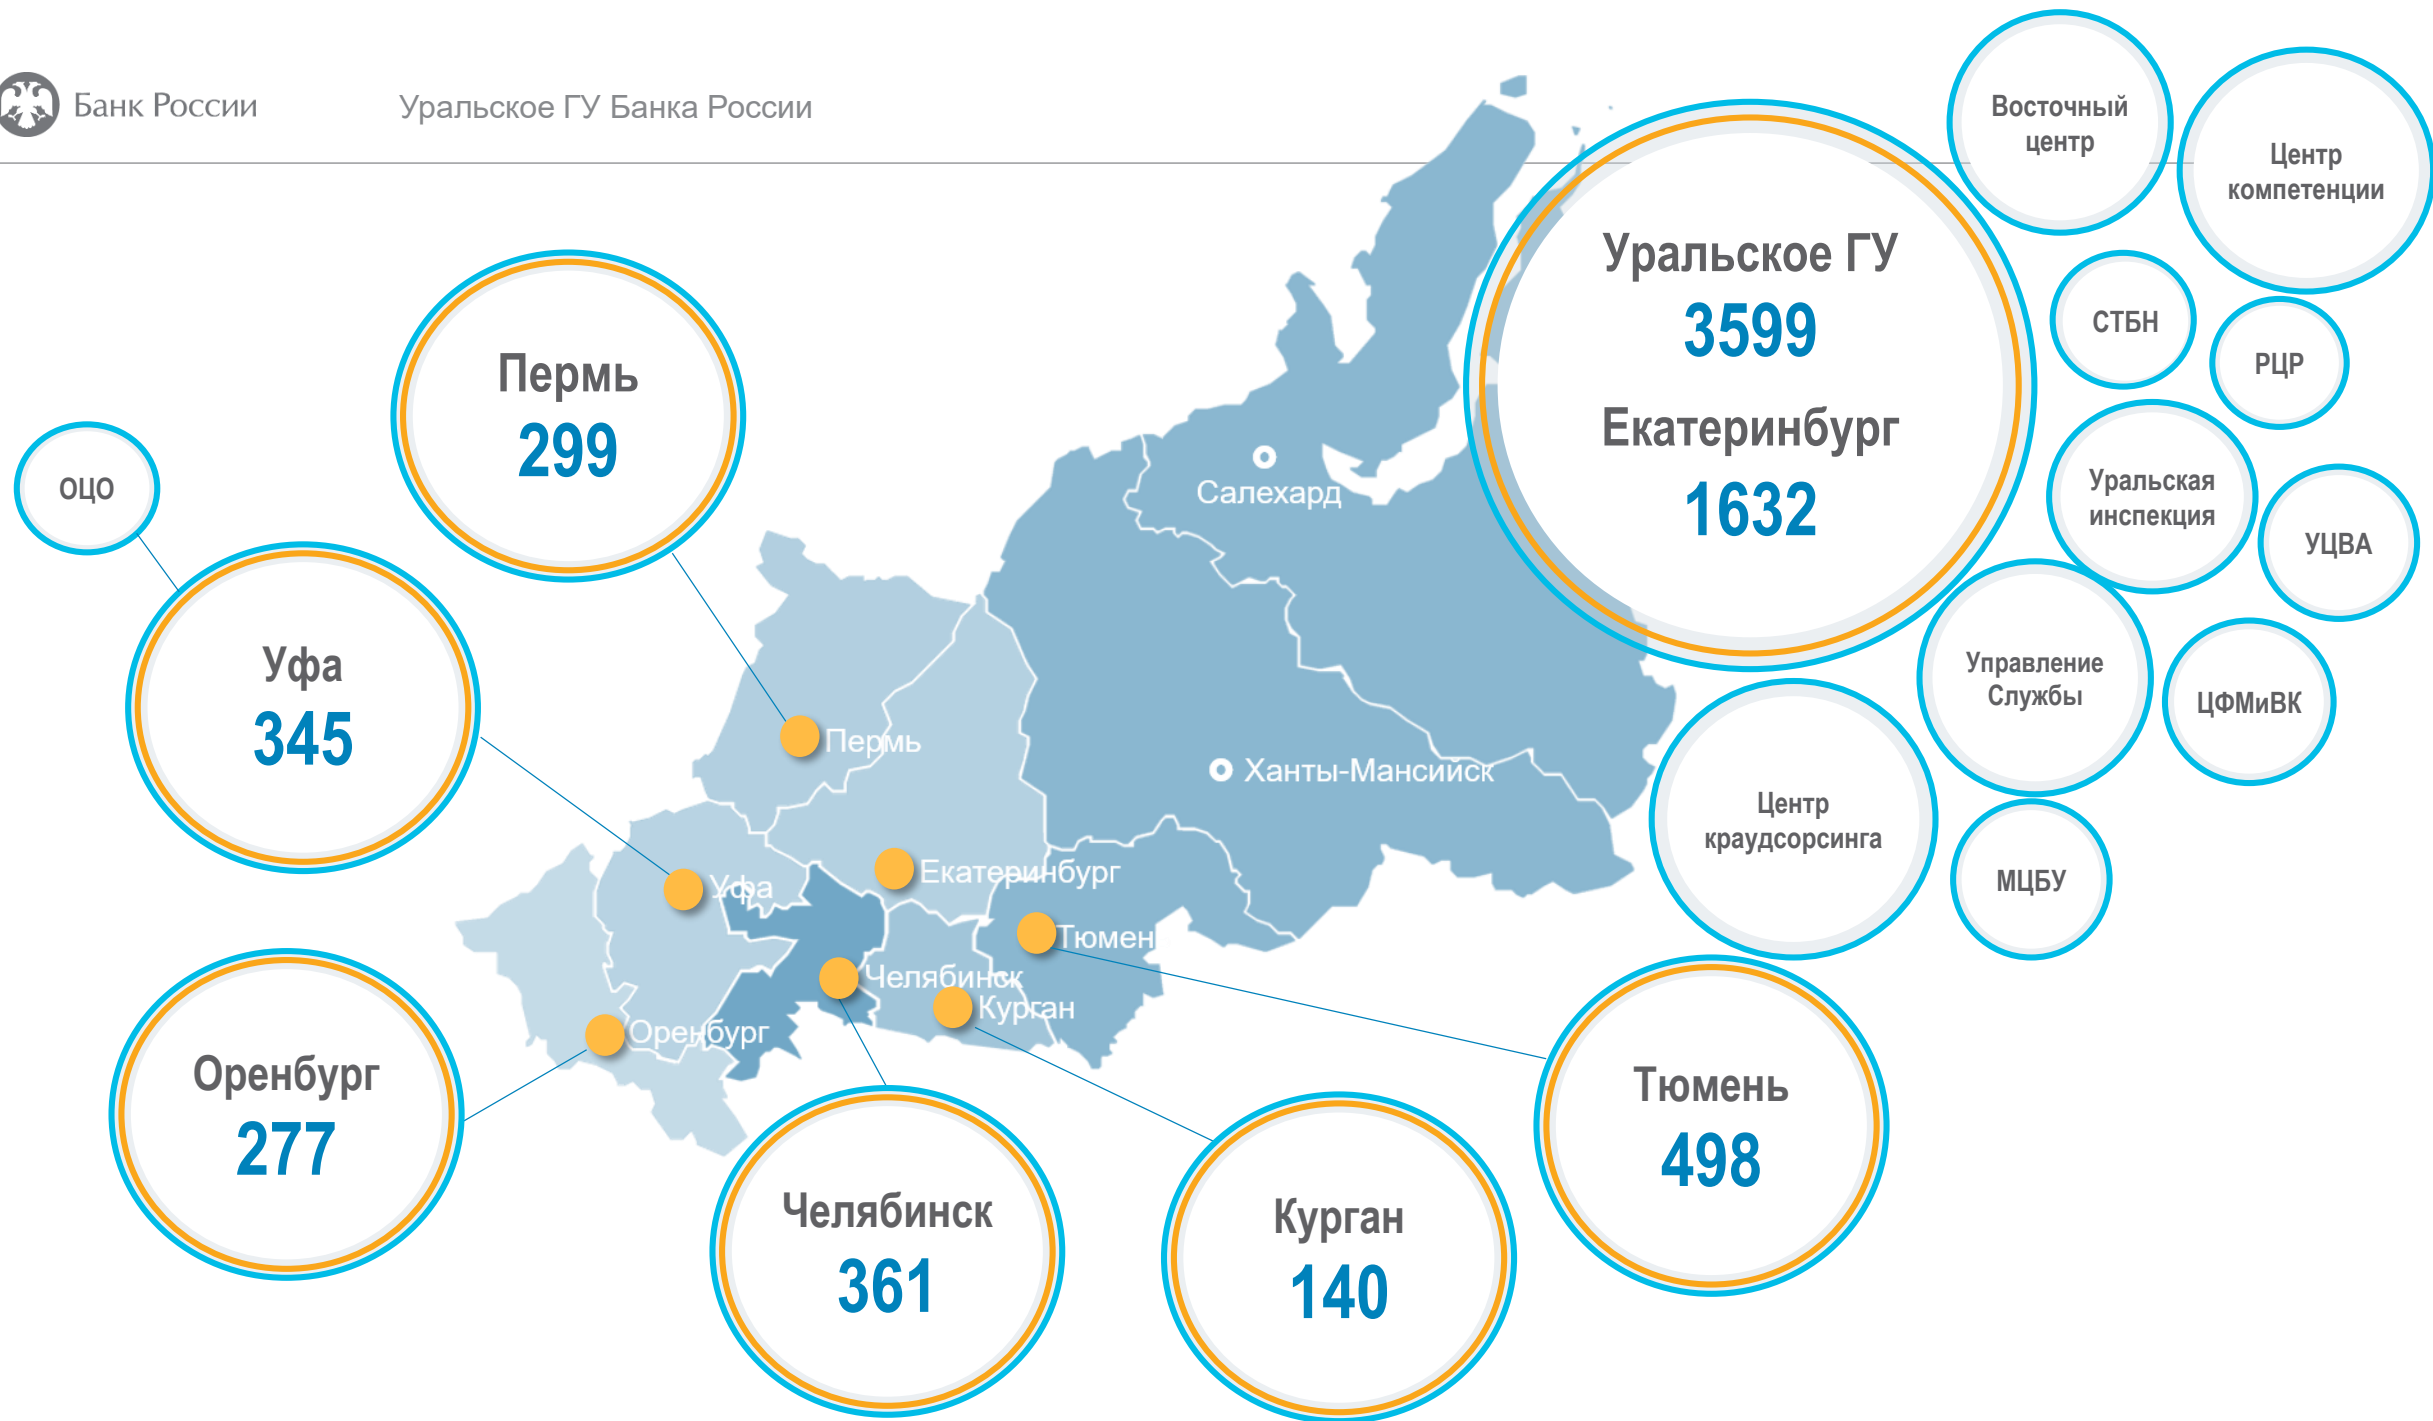 Банк России
Уральское ГУ Банка России
Восточный
центр
Центр
компетенции
Уральское ГУ
3599
Екатеринбург
1632
СТБН
РЦР
Уральская
инспекция
УЦВА
Управление
Службы
ЦФМиВК
Центр
краудсорсинга
МЦБУ
Пермь
299
ОЦО
Уфа
345
Оренбург
277
Челябинск
361
Курган
140
Тюмень
498
Салехард
Ханты-Мансийск
Пермь
Екатеринбург
Уфа
Тюмен
Челябинск
Курган
Оренбург